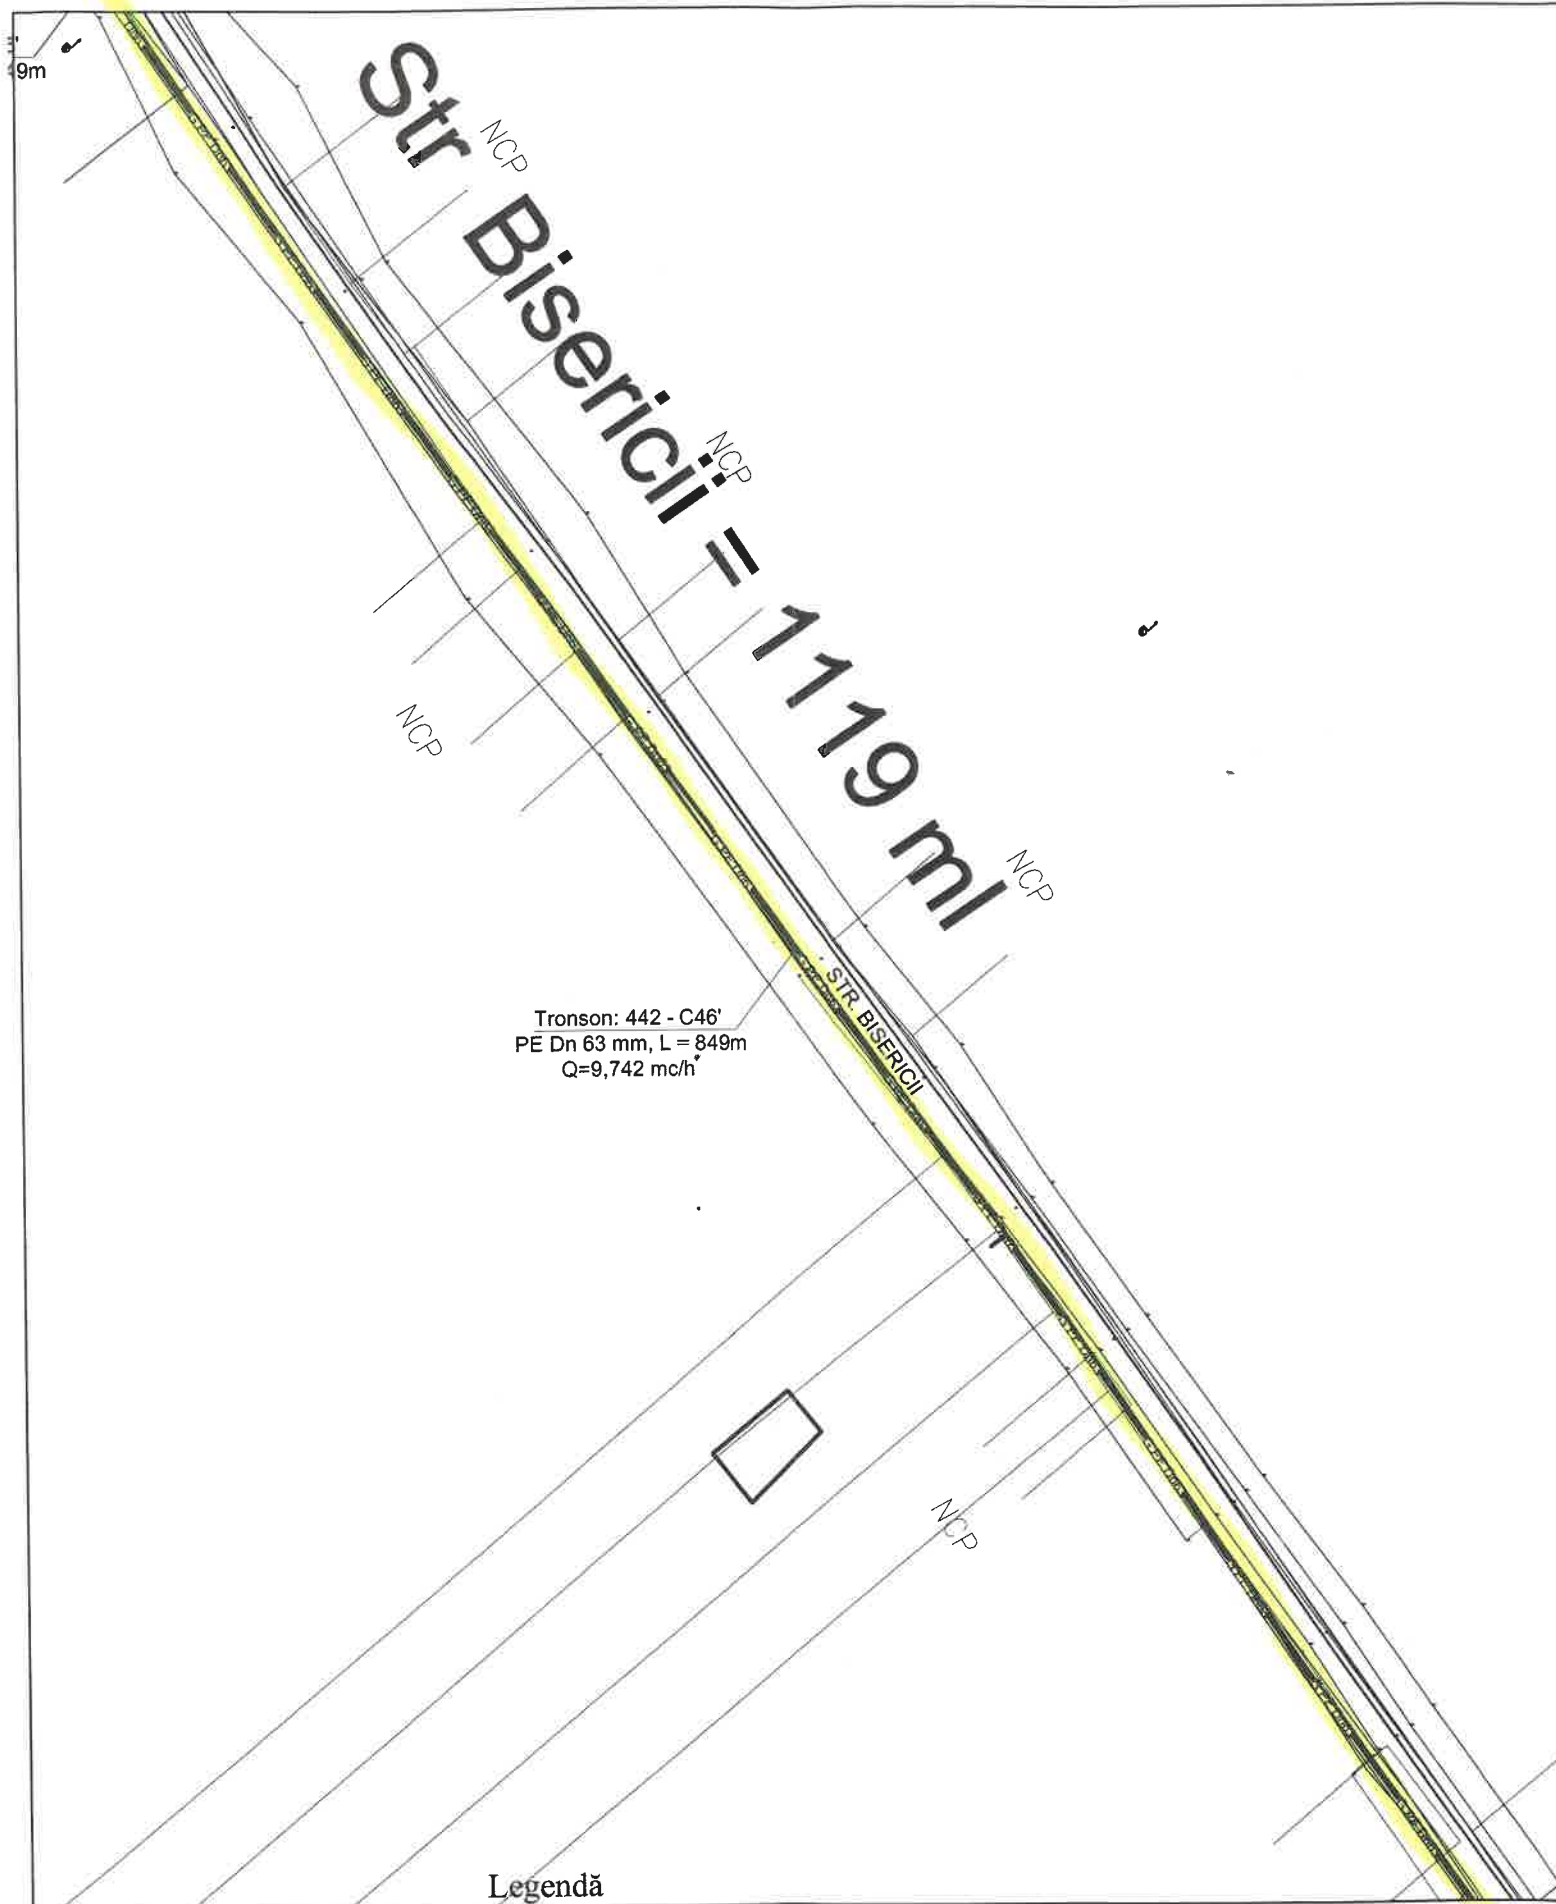 9m
Str Bisericii = 1119 ml
NCP
NCP
NCP
NCP
Tronson: 442 - C46'
PE Dn 63 mm, L = 849m
Q=9,742 mc/h
STR. BISERICII
NCP
Legendă